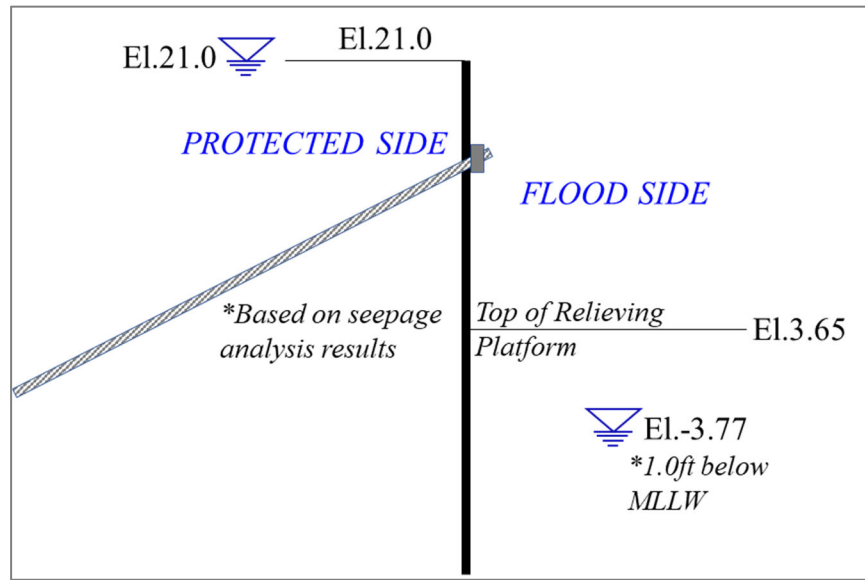 El.21.0
El.21.0
PROTECTED SIDE
FLOOD SIDE
*Based on seepage
analysis results
Top of Relieving
Platform
El.3.65
El.-3.77
*1.0ft below
MLLW